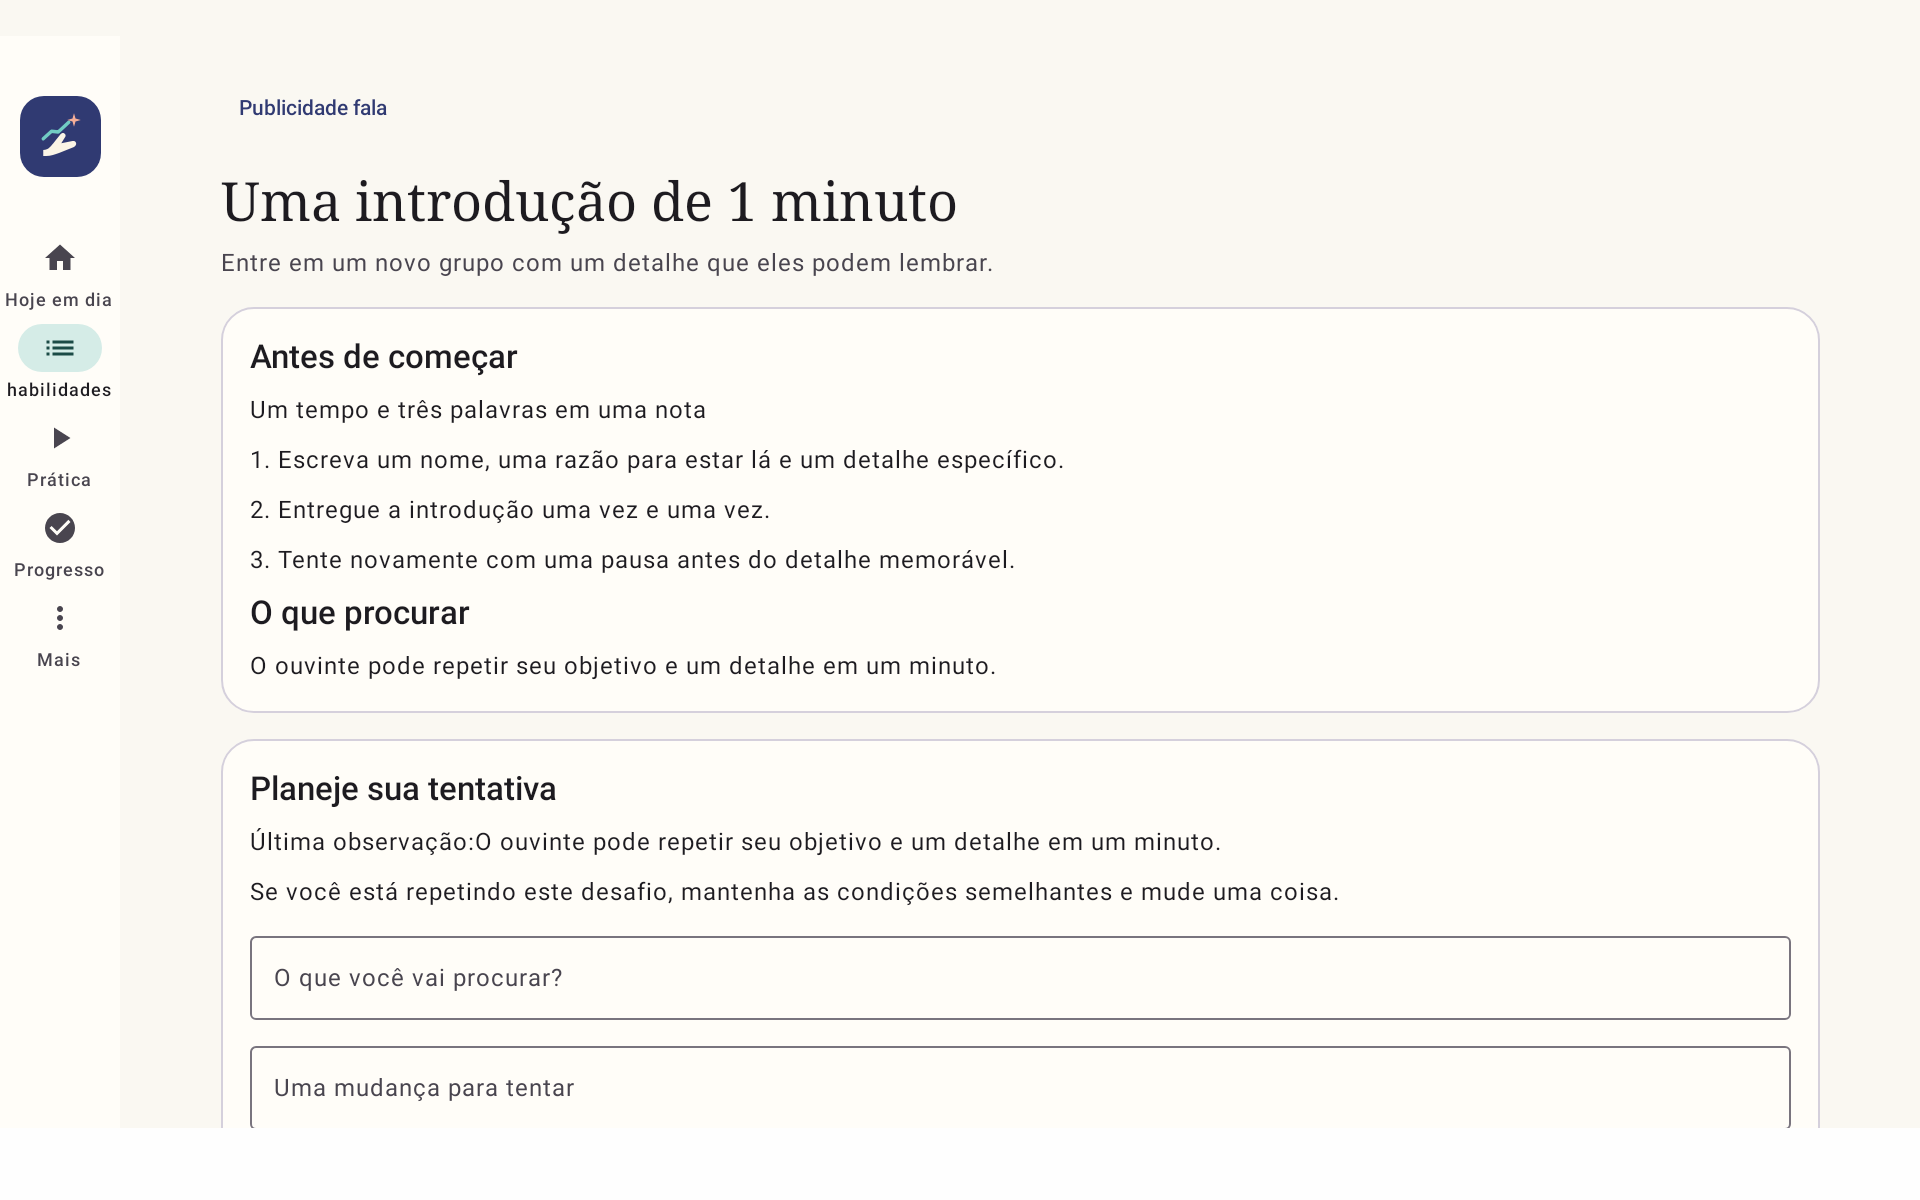 Publicidade fala
Uma introdução de 1 minuto
Entre em um novo grupo com um detalhe que eles podem lembrar.
Hoje em dia
habilidades
Prática
Progresso
Mais
Antes de começar
Um tempo e três palavras em uma nota
1. Escreva um nome, uma razão para estar lá e um detalhe específico.
2. Entregue a introdução uma vez e uma vez.
3. Tente novamente com uma pausa antes do detalhe memorável.
O que procurar
O ouvinte pode repetir seu objetivo e um detalhe em um minuto.
Planeje sua tentativa
Última observação:O ouvinte pode repetir seu objetivo e um detalhe em um minuto.
Se você está repetindo este desafio, mantenha as condições semelhantes e mude uma coisa.
O que você vai procurar?
Uma mudança para tentar